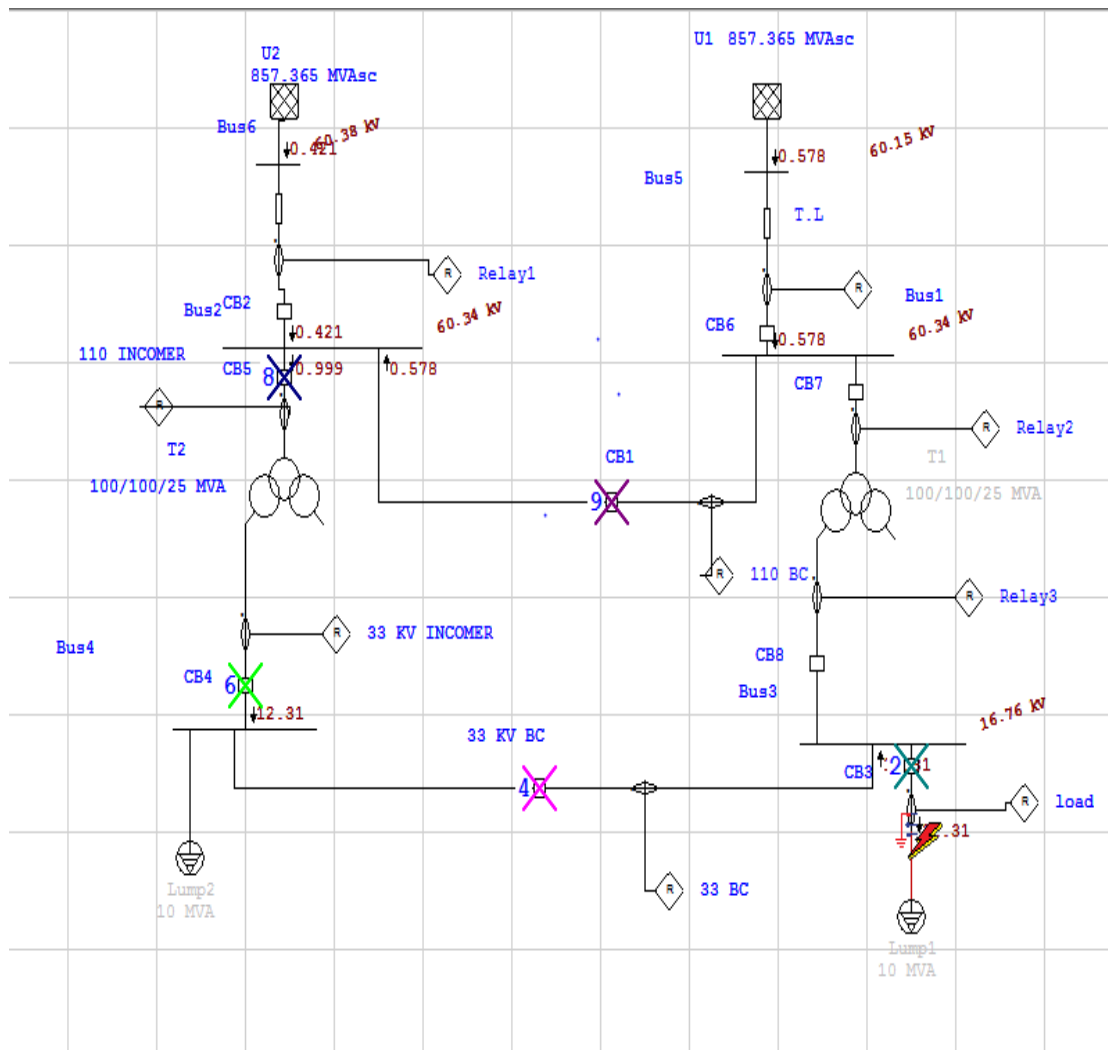 U1 857.365 MVAsc
U2
857.365 MVAsc
Bus6
60.38 kV
0.421
0.578
60.15 kV
Bus5
T.L
R
Relay1
R
Bus1
Bus2
CB2
60.34 kV
CB6
60.34 kV
0.421
0.578
110 INCOMER
CB5
8
0.999
0.578
CB7
R
R
Relay2
T2
CB1
T1
100/100/25 MVA
100/100/25 MVA
9
R
110 BC
R
Relay3
R
33 KV INCOMER
Bus4
CB4
6
CB8
Bus3
12.31
16.76 kV
33 KV BC
CB3
2
31
4
R
load
.31
Lump2
10 MVA
R
33 BC
Lump1
10 MVA